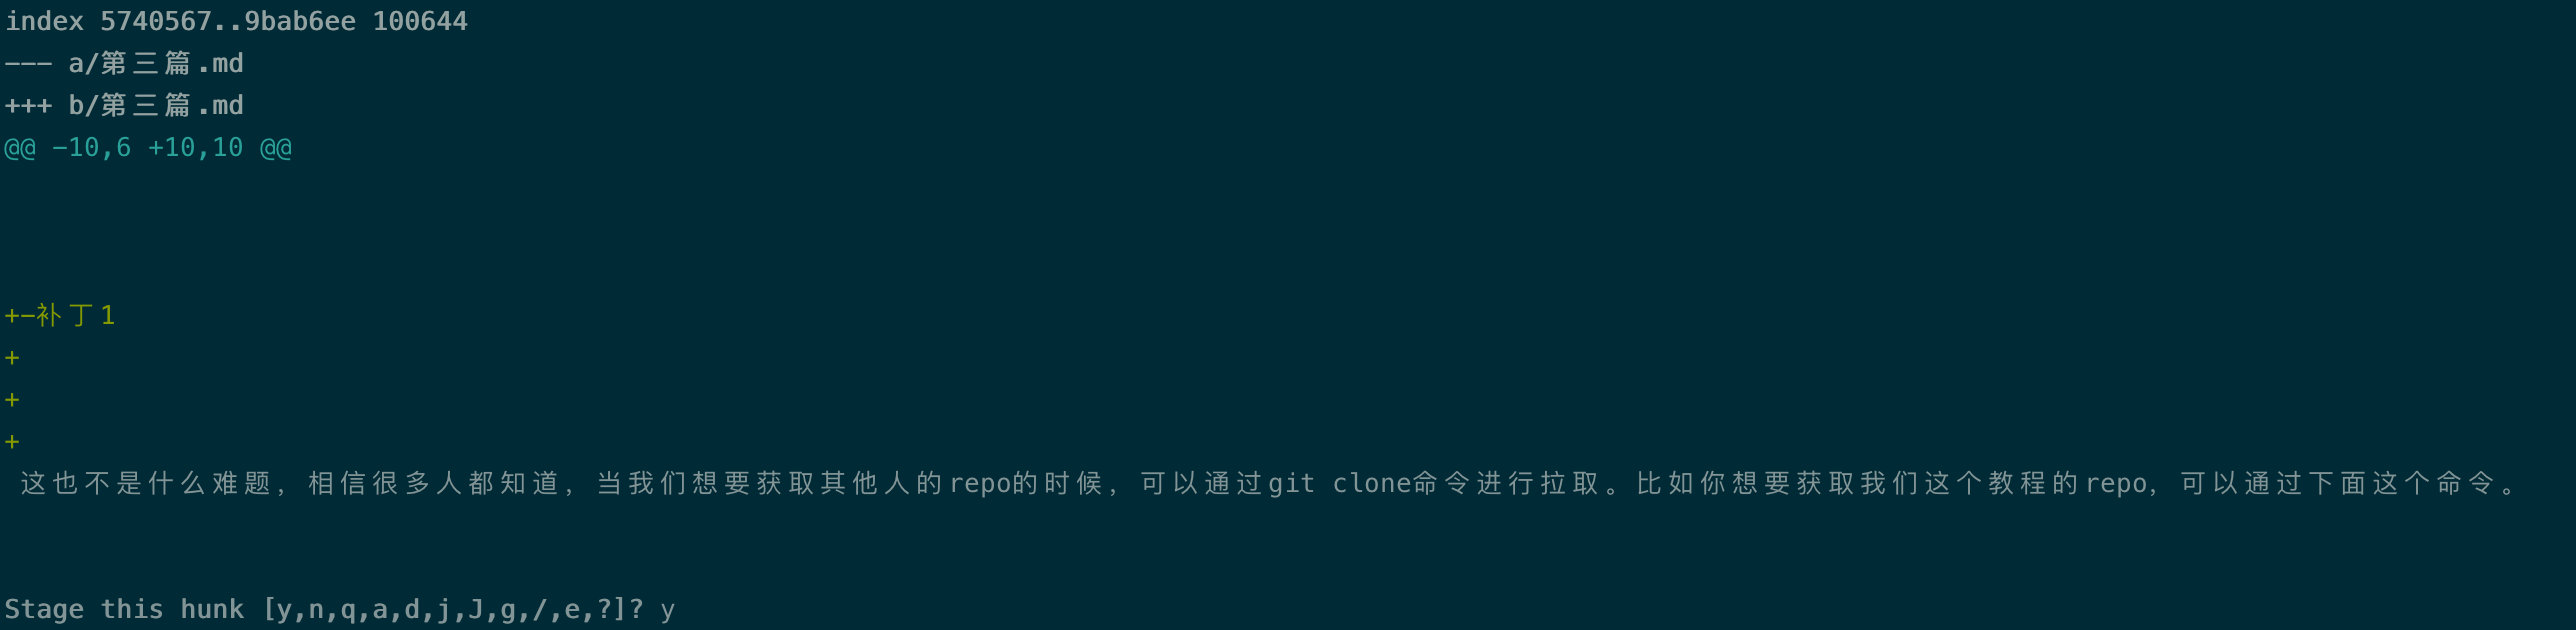 index 5740567..9bab6ee 100644
--- a/第三篇.md
+++ b/第三篇.md
@@ -10,6 +10,10 @@
+-补丁1
+
+
+
这也不是什么难题，相信很多人都知道，当我们想要获取其他人的repo的时候，可以通过git clone命令进行拉取。比如你想要获取我们这个教程的repo，可以通过下面这个命令。
Stage this hunk [y,n,q,a,d,j,J,g,/,e,?]? y